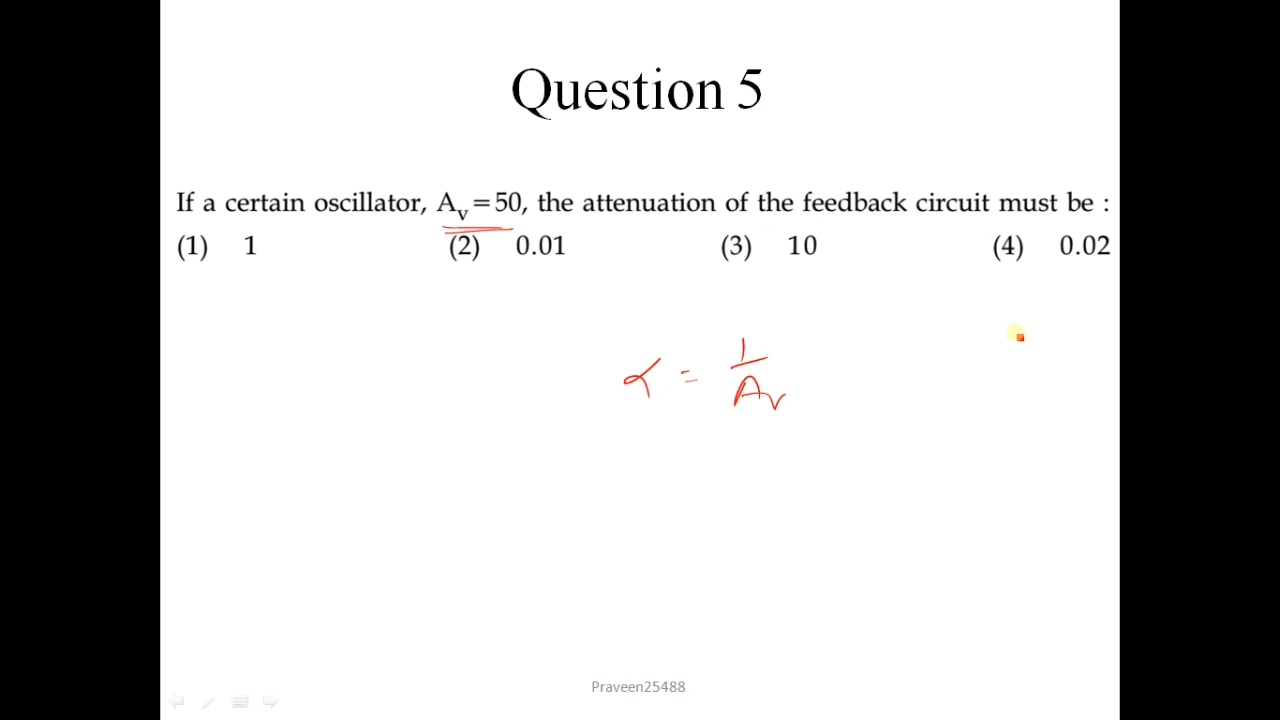 Question 5
If a certain oscillator, Av=50, the attenuation of the feedback circuit must be :
(1) 1 (2) 0.01 (3) 10 (4) 0.02
α = 1/Av
Praveen25488